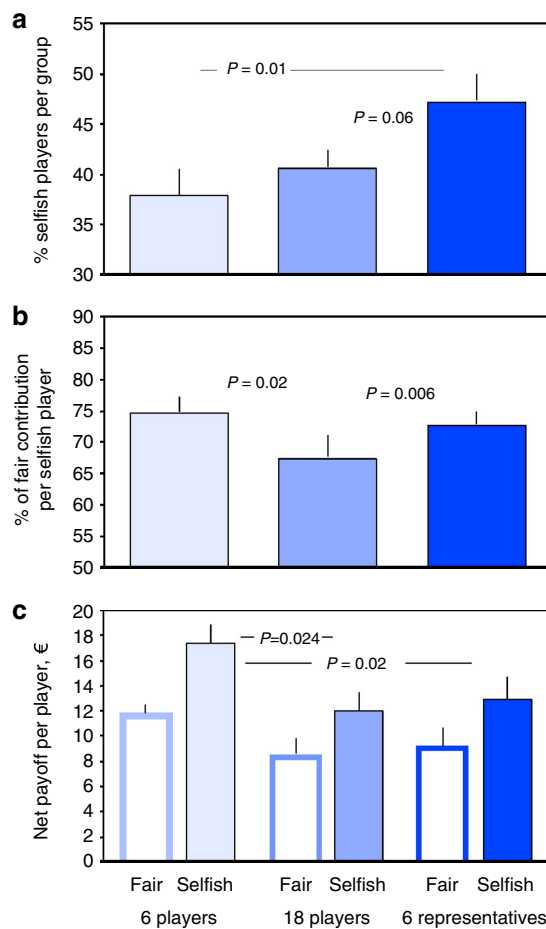 a
% selfish players per group
55
50
45
40
35
30
P = 0.01
P = 0.06
b
% of fair contribution
per selfish player
90
85
80
75
70
65
60
55
50
P = 0.02
P = 0.006
c
Net payoff per player, €
20
18
16
14
12
10
8
6
4
2
0
P=0.024
P = 0.02
Fair Selfish Fair Selfish Fair Selfish
6 players 18 players 6 representatives